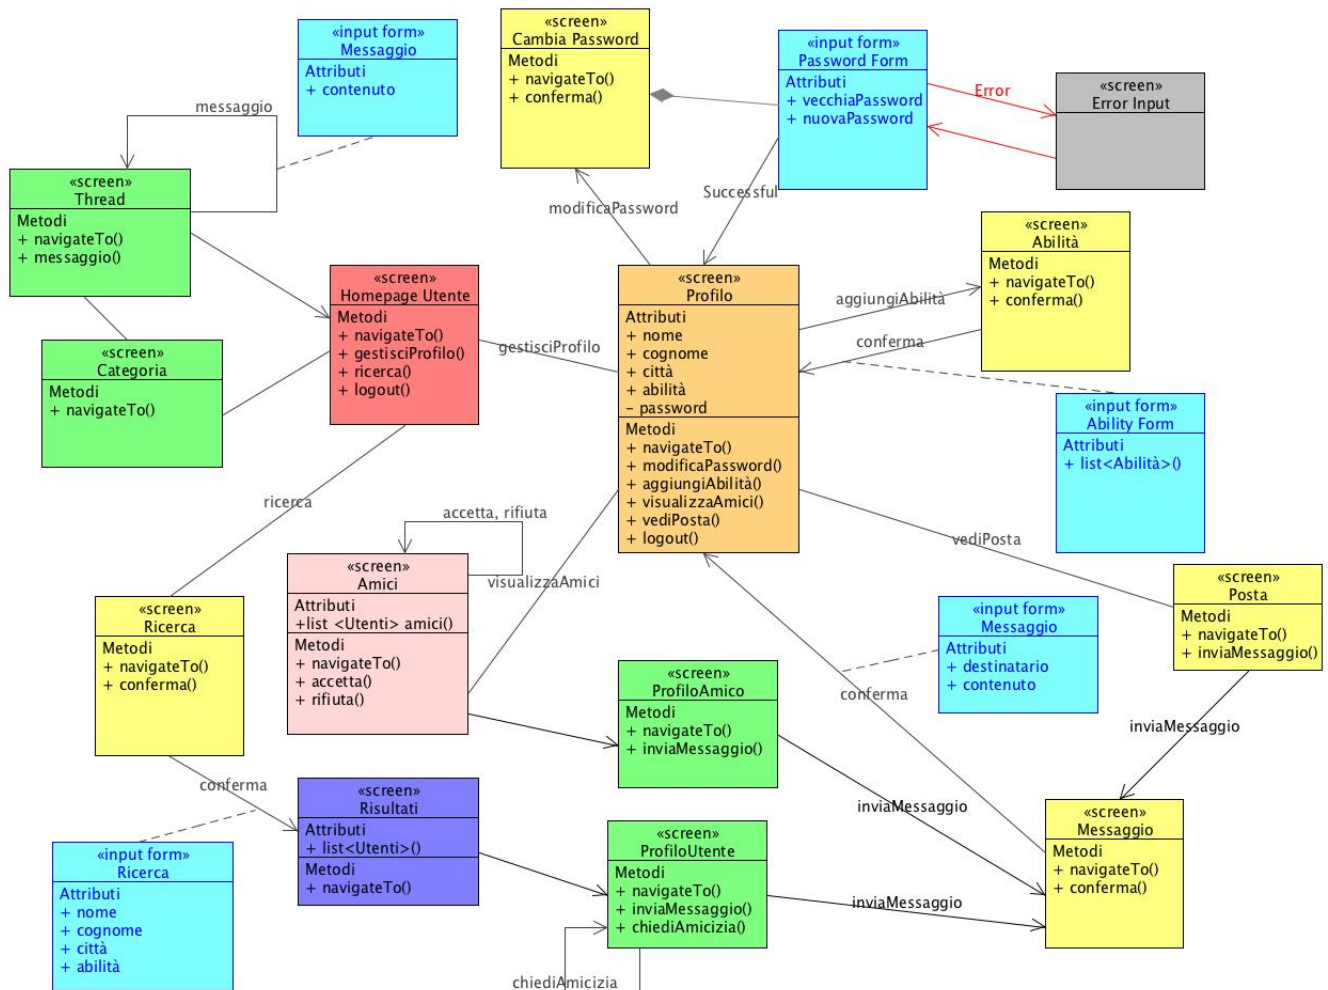 «input form»
Messaggio
Attributi
+ contenuto
«screen»
Cambia Password
Metodi
+ navigateTo()
+ conferma()
«input form»
Password Form
Attributi
+ vecchiaPassword
+ nuovaPassword
Error
«screen»
Error Input
messaggio
«screen»
Thread
Metodi
+ navigateTo()
+ messaggio()
modificaPassword
Successful
«screen»
Abilità
Metodi
+ navigateTo()
+ conferma()
«screen»
Homepage Utente
Metodi
+ navigateTo()
+ gestisciProfilo()
+ ricerca()
+ logout()
gestisciProfilo
«screen»
Profilo
Attributi
+ nome
+ cognome
+ città
+ abilità
- password
Metodi
+ navigateTo()
+ modificaPassword()
+ aggiungiAbilità()
+ visualizzaAmici()
+ vediPosta()
+ logout()
aggiungiAbilità
conferma
«screen»
Categoria
Metodi
+ navigateTo()
«input form»
Ability Form
Attributi
+ list<Abilità>()
ricerca
accetta, rifiuta
vediPosta
«screen»
Amici
Attributi
+list <Utenti> amici()
Metodi
+ navigateTo()
+ accetta()
+ rifiuta()
visualizzaAmici
«screen»
Posta
Metodi
+ navigateTo()
+ inviaMessaggio()
«screen»
Ricerca
Metodi
+ navigateTo()
+ conferma()
«input form»
Messaggio
Attributi
+ destinatario
+ contenuto
«screen»
ProfiloAmico
Metodi
+ navigateTo()
+ inviaMessaggio()
conferma
inviaMessaggio
conferma
«screen»
Risultati
Attributi
+ list<Utenti>()
Metodi
+ navigateTo()
inviaMessaggio
«screen»
Messaggio
Metodi
+ navigateTo()
+ conferma()
«screen»
ProfiloUtente
Metodi
+ navigateTo()
+ inviaMessaggio()
+ chiediAmicizia()
inviaMessaggio
«input form»
Ricerca
Attributi
+ nome
+ cognome
+ città
+ abilità
chiediAmicizia